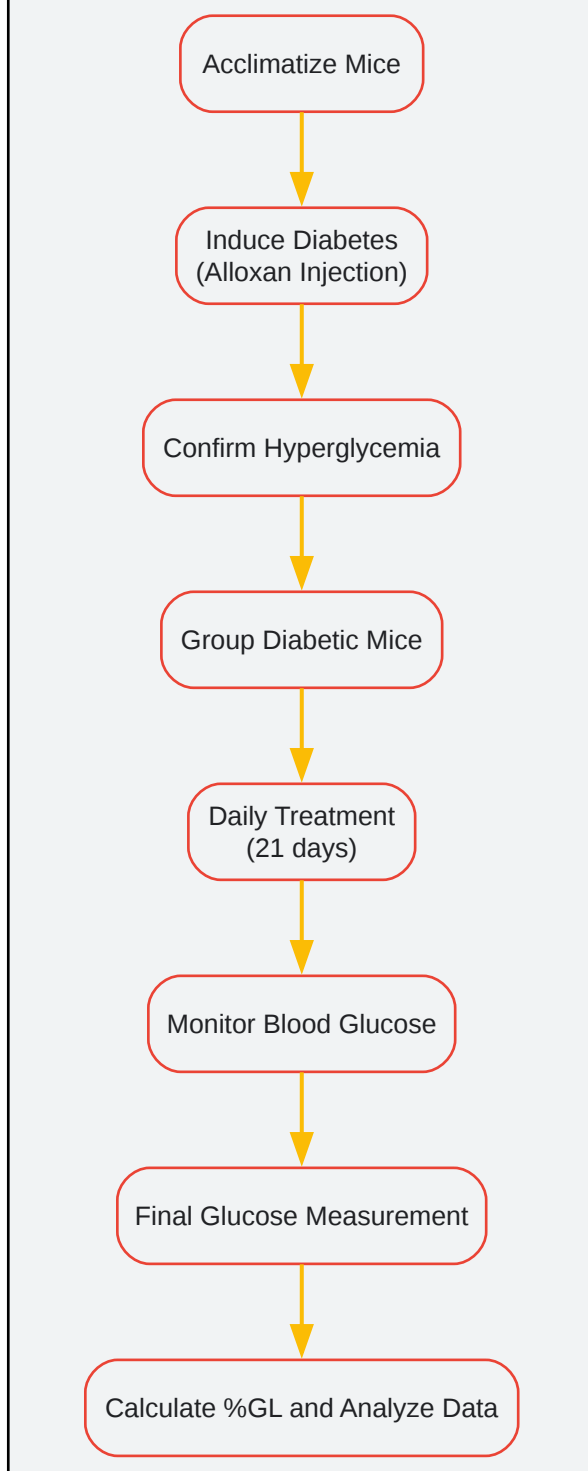 Acclimatize Mice
Induce Diabetes
(Alloxan Injection)
Confirm Hyperglycemia
Group Diabetic Mice
Daily Treatment
(21 days)
Monitor Blood Glucose
Final Glucose Measurement
Calculate %GL and Analyze Data